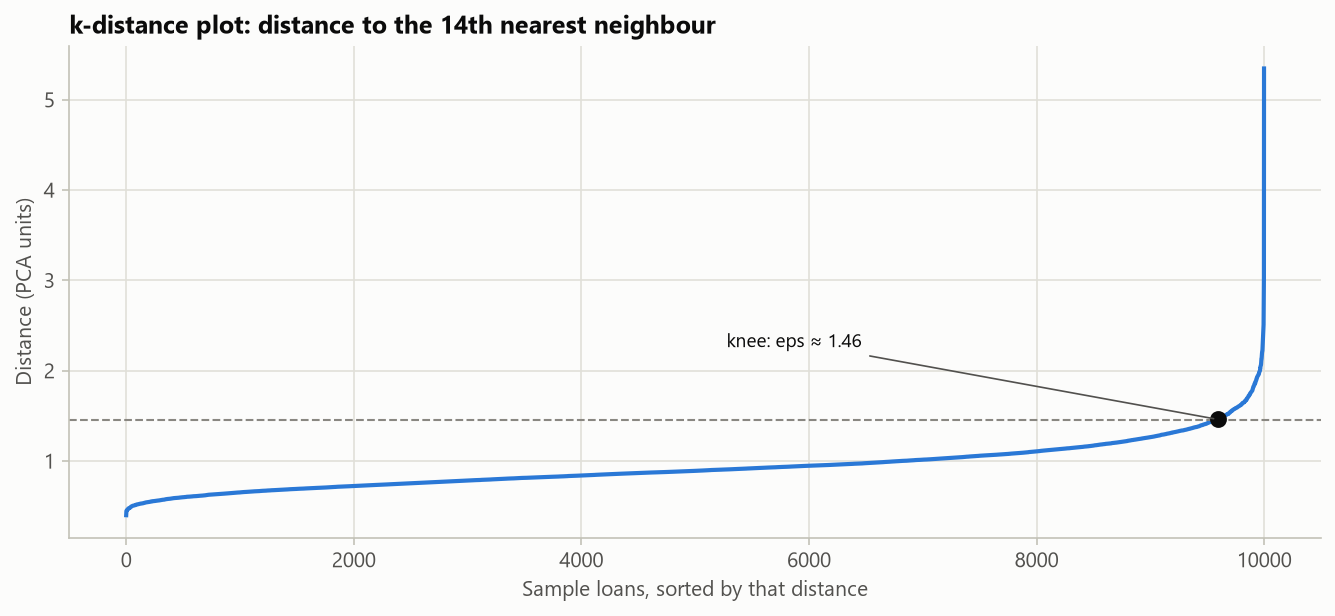 k-distance plot: distance to the 14th nearest neighbour
Distance (PCA units)
5
4
3
2
1
knee: eps ≈ 1.46
0
2000
4000
6000
8000
10000
Sample loans, sorted by that distance